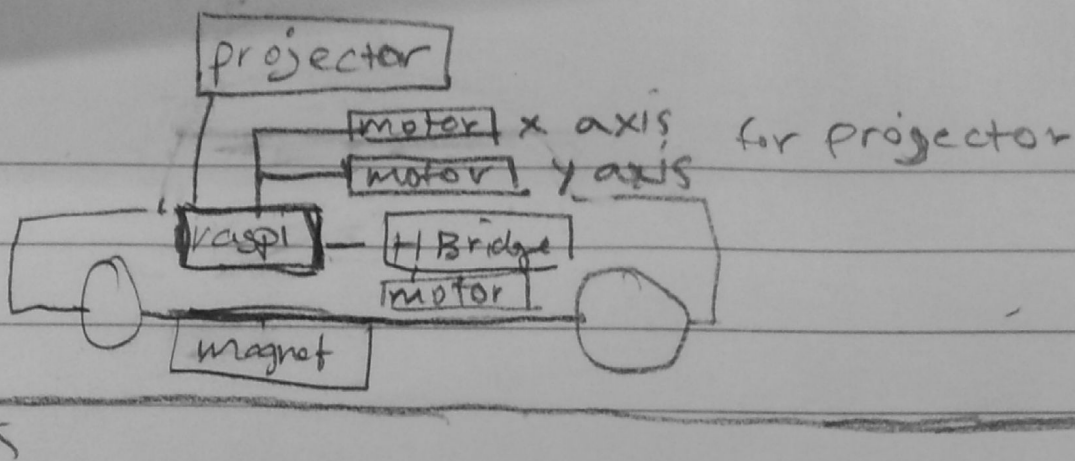 projector
motor x axis for projector
motor y axis
raspi H Bridge
motor
magnet